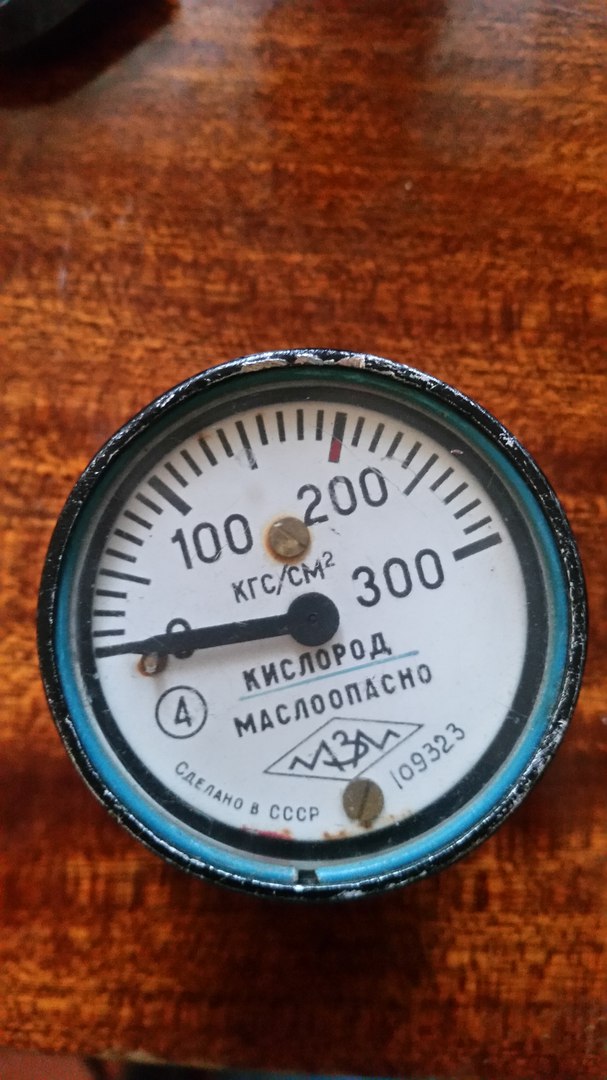 0 100 200 300
КГС/СМ²
КИСЛОРОД
МАСЛООПАСНО
4
МЗМ
109323
СДЕЛАНО В СССР